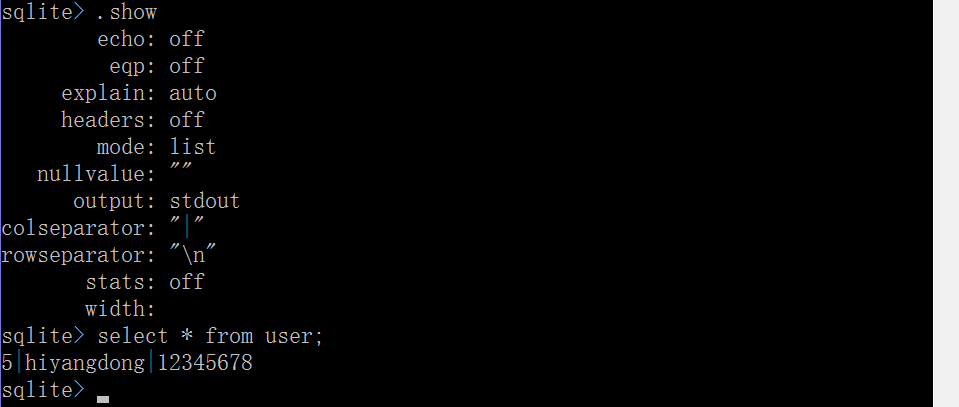 sqlite> .show
echo: off
eqp: off
explain: auto
headers: off
mode: list
nullvalue: ""
output: stdout
colseparator: "|"
rowseparator: "\n"
stats: off
width:
sqlite> select * from user;
5|hiyangdong|12345678
sqlite>